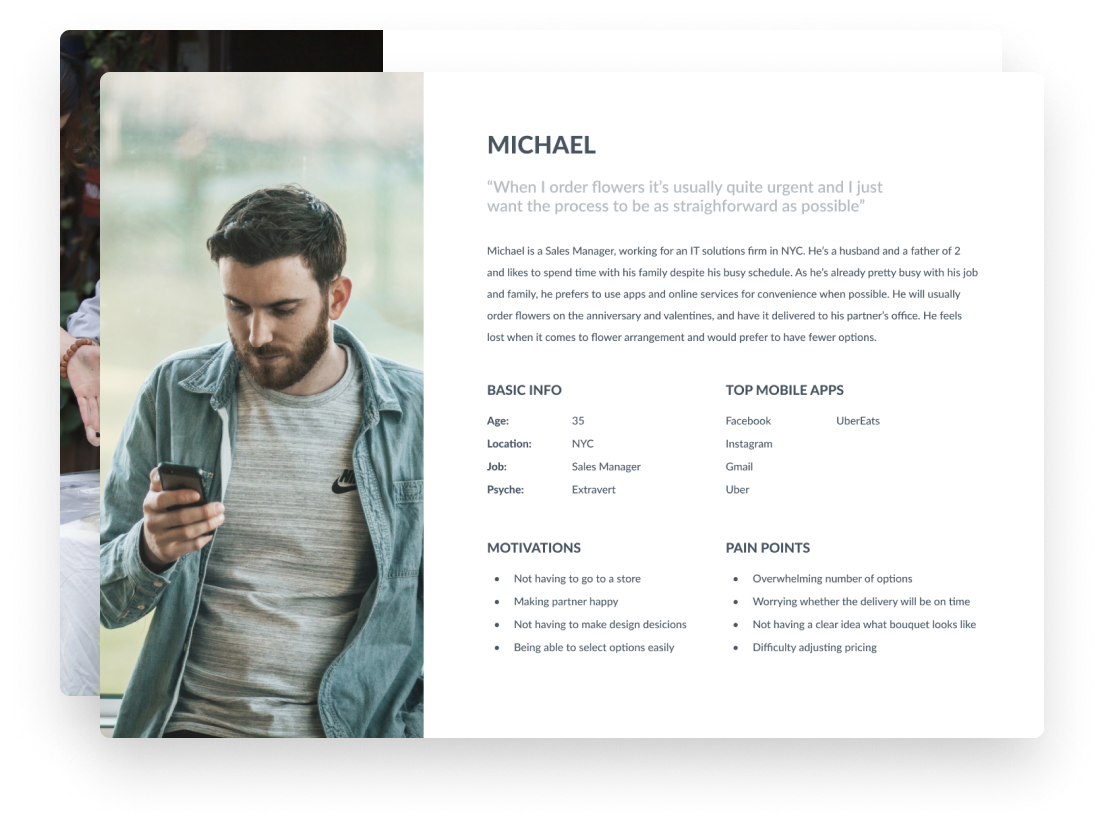 MICHAEL
“When I order flowers it’s usually quite urgent and I just
want the process to be as straighforward as possible”
Michael is a Sales Manager, working for an IT solutions firm in NYC. He’s a husband and a father of 2
and likes to spend time with his family despite his busy schedule. As he’s already pretty busy with his job
and family, he prefers to use apps and online services for convenience when possible. He will usually
order flowers on the anniversary and valentines, and have it delivered to his partner’s office. He feels
lost when it comes to flower arrangement and would prefer to have fewer options.
BASIC INFO
Age: 35
Location: NYC
Job: Sales Manager
Psyche: Extravert
TOP MOBILE APPS
Facebook UberEats
Instagram
Gmail
Uber
MOTIVATIONS
• Not having to go to a store
• Making partner happy
• Not having to make design desicions
• Being able to select options easily
PAIN POINTS
• Overwhelming number of options
• Worrying whether the delivery will be on time
• Not having a clear idea what bouquet looks like
• Difficulty adjusting pricing